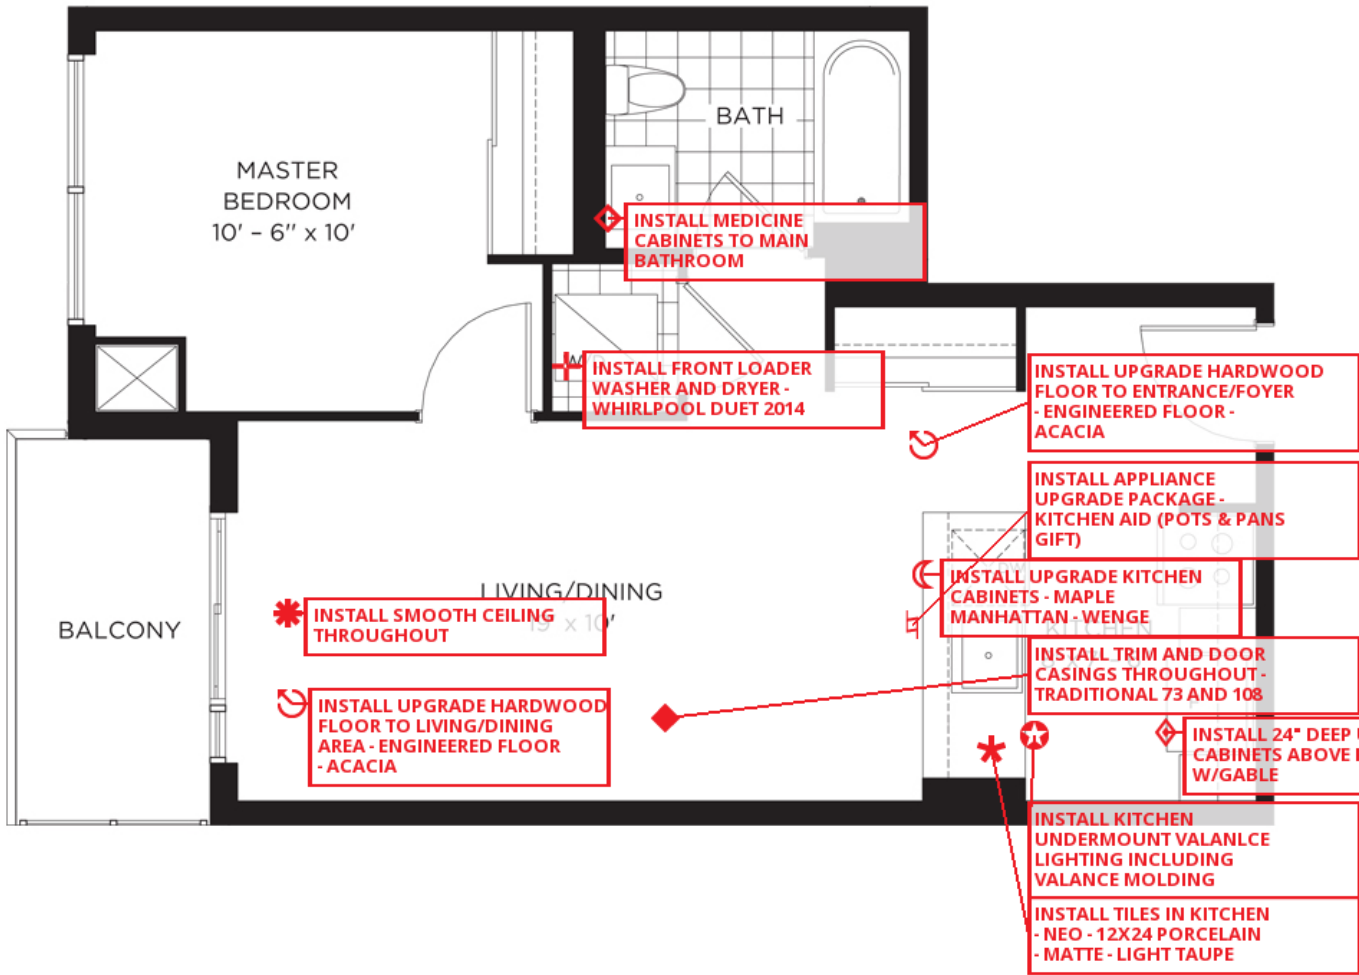 MASTER
BEDROOM
10' - 6" x 10'
BATH
INSTALL MEDICINE
CABINETS TO MAIN
BATHROOM
INSTALL FRONT LOADER
WASHER AND DRYER -
WHIRLPOOL DUET 2014
INSTALL UPGRADE HARDWOOD
FLOOR TO ENTRANCE/FOYER
- ENGINEERED FLOOR -
ACACIA
INSTALL APPLIANCE
UPGRADE PACKAGE -
KITCHEN AID (POTS & PANS
GIFT)
INSTALL UPGRADE KITCHEN
CABINETS - MAPLE
MANHATTAN - WENGE
KITCHEN
LIVING/DINING
19' x 10'
BALCONY
INSTALL SMOOTH CEILING
THROUGHOUT
INSTALL TRIM AND DOOR
CASINGS THROUGHOUT -
TRADITIONAL 73 AND 108
INSTALL UPGRADE HARDWOOD
FLOOR TO LIVING/DINING
AREA - ENGINEERED FLOOR
- ACACIA
INSTALL 24" DEEP
CABINETS ABOVE
W/GABLE
INSTALL KITCHEN
UNDERMOUNT VALANLCE
LIGHTING INCLUDING
VALANCE MOLDING
INSTALL TILES IN KITCHEN
- NEO - 12X24 PORCELAIN
- MATTE - LIGHT TAUPE